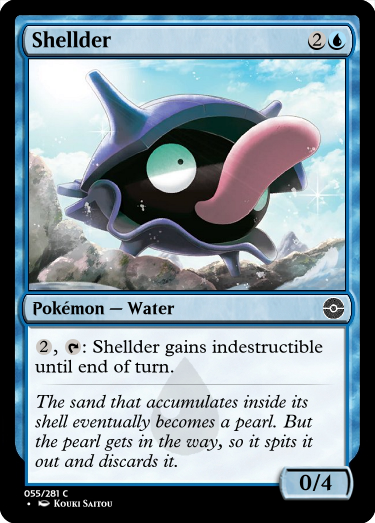 Shellder 2
Pokémon — Water
2, : Shellder gains indestructible
until end of turn.
The sand that accumulates inside its
shell eventually becomes a pearl. But
the pearl gets in the way, so it spits it
out and discards it.
0/4
055/281 C
• Kouki Saitou